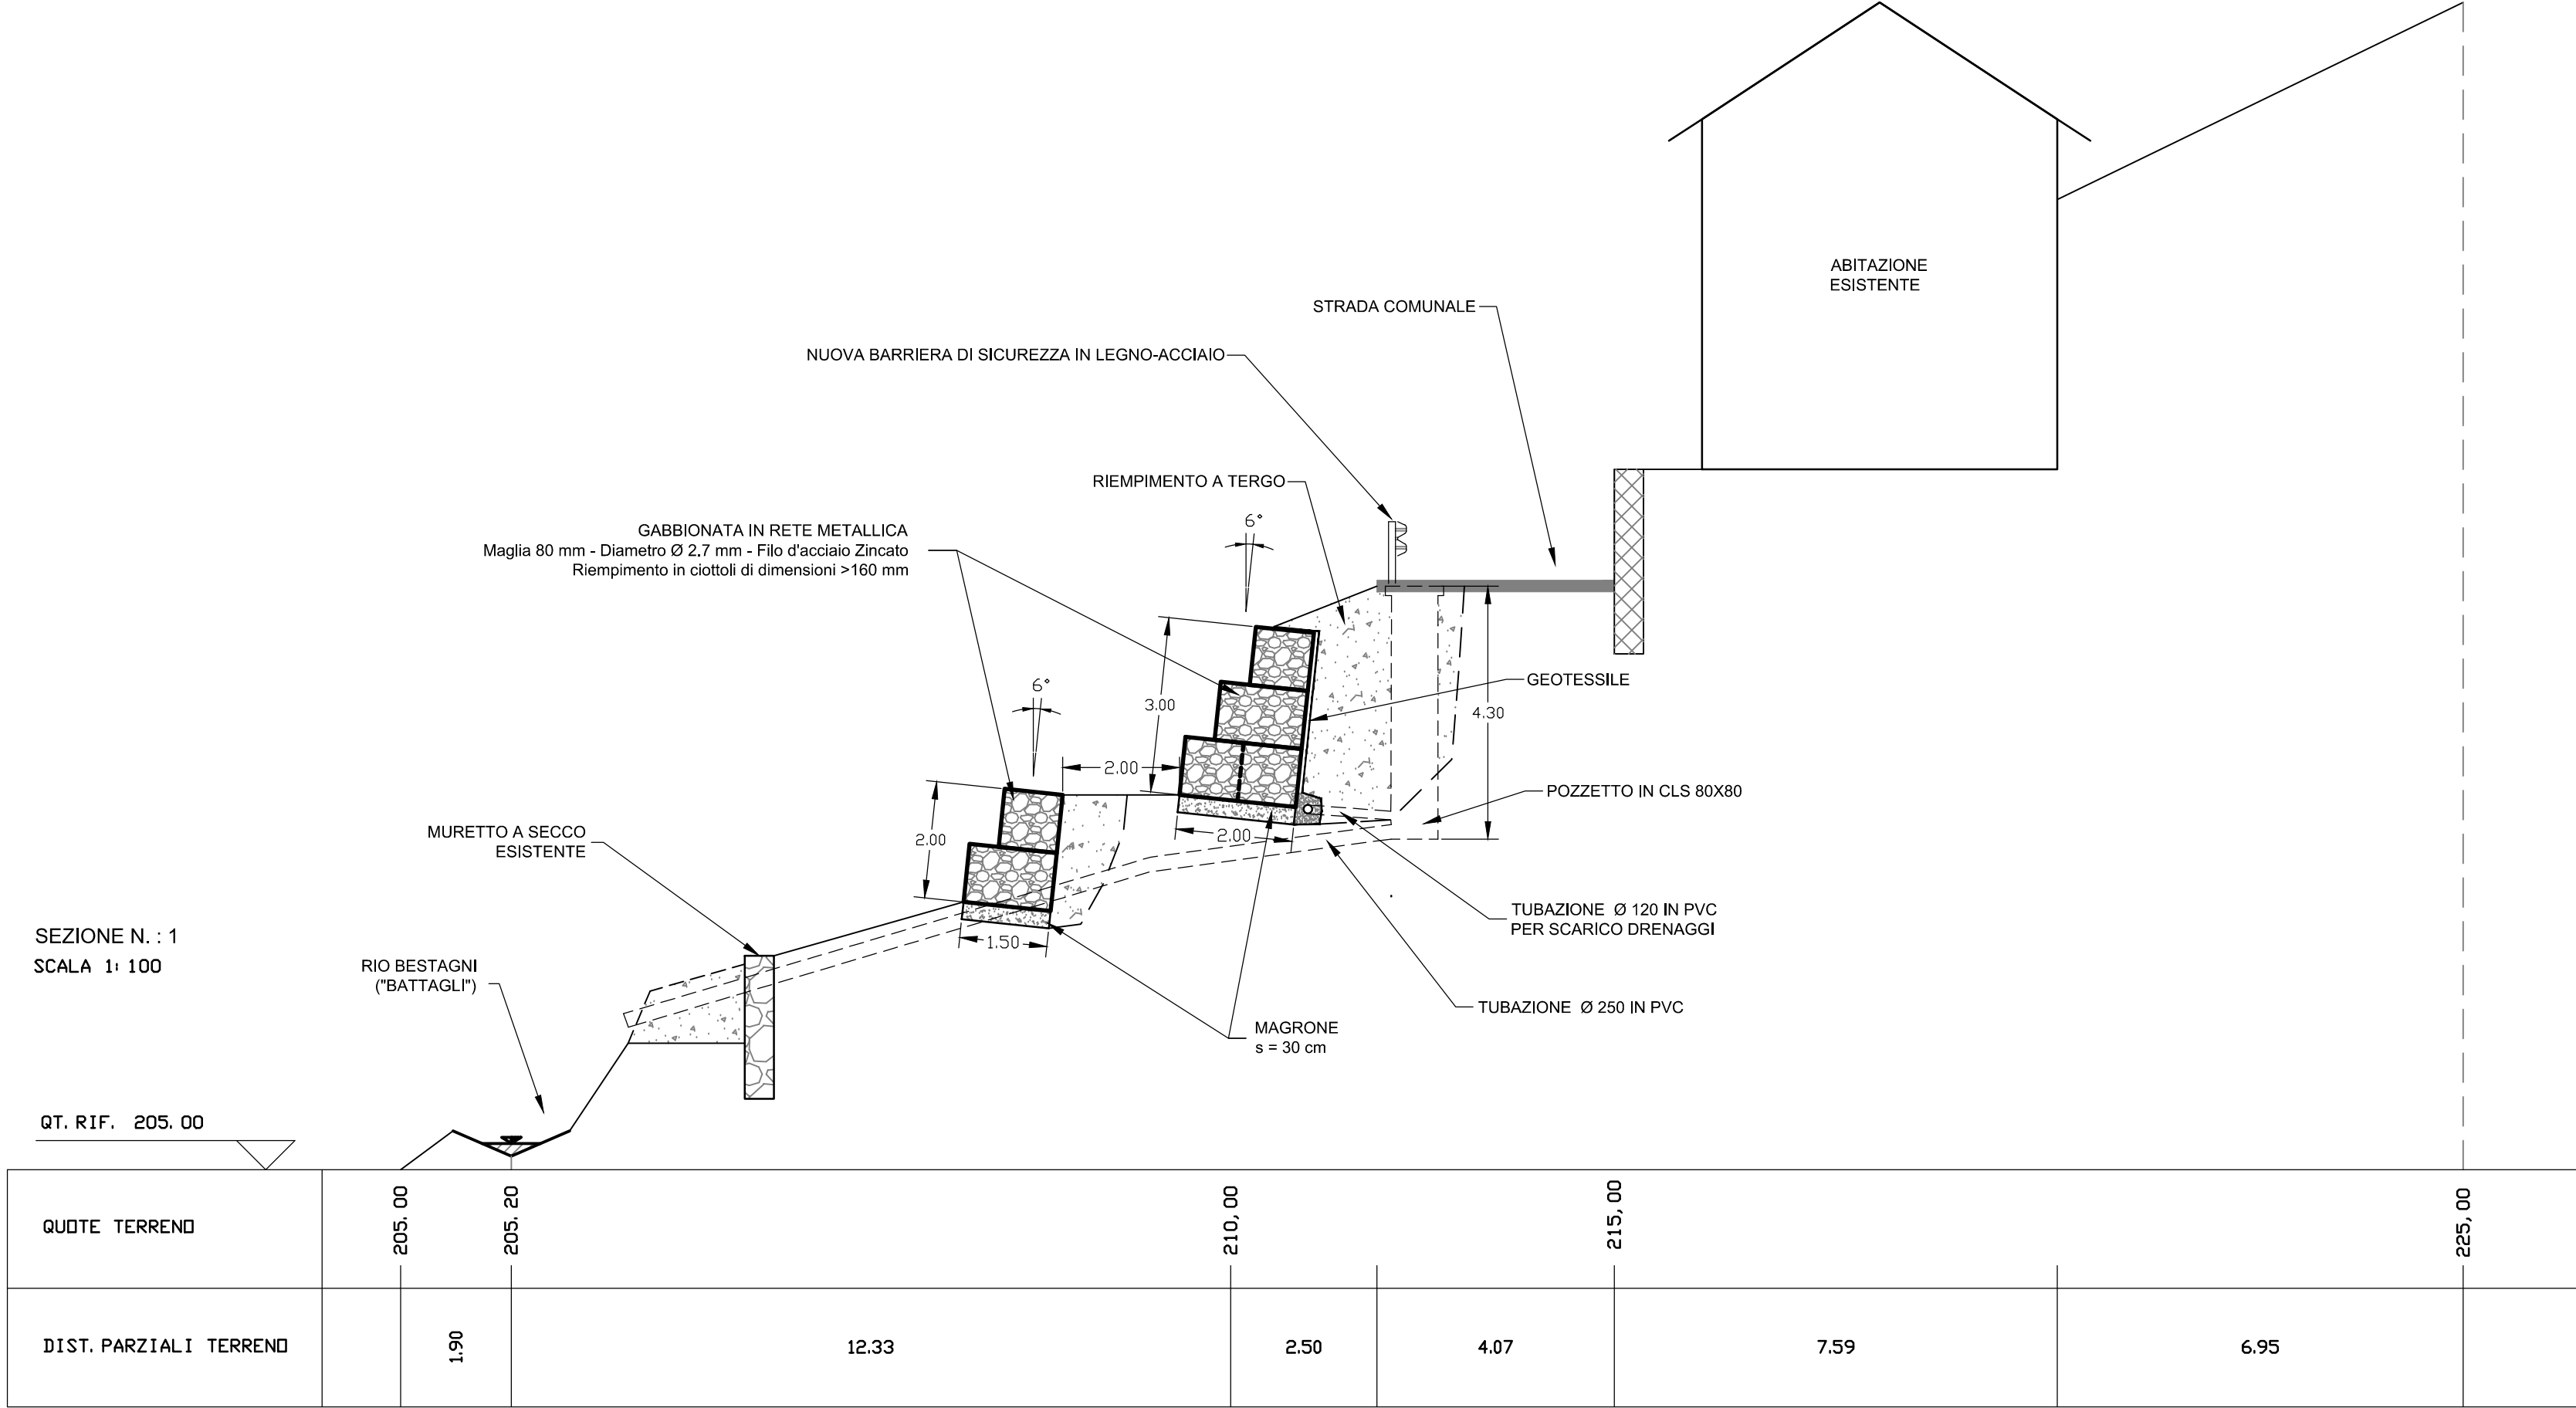 ABITAZIONE
ESISTENTE
STRADA COMUNALE
NUOVA BARRIERA DI SICUREZZA IN LEGNO-ACCIAIO
RIEMPIMENTO A TERGO
GABBIONATA IN RETE METALLICA
Maglia 80 mm - Diametro Ø 2.7 mm - Filo d'acciaio Zincato
Riempimento in ciottoli di dimensioni >160 mm
6°
6°
GEOTESSILE
3.00
4.30
2.00
POZZETTO IN CLS 80X80
MURETTO A SECCO
ESISTENTE
2.00
2.00
TUBAZIONE Ø 120 IN PVC
PER SCARICO DRENAGGI
1.50
SEZIONE N. : 1
SCALA 1: 100
RIO BESTAGNI
("BATTAGLI")
TUBAZIONE Ø 250 IN PVC
MAGRONE
s = 30 cm
QT. RIF. 205. 00
QUOTE TERRENO
205. 00
205. 20
210, 00
215, 00
225, 00
DIST. PARZIALI TERRENO
1.90
12.33
2.50
4.07
7.59
6.95